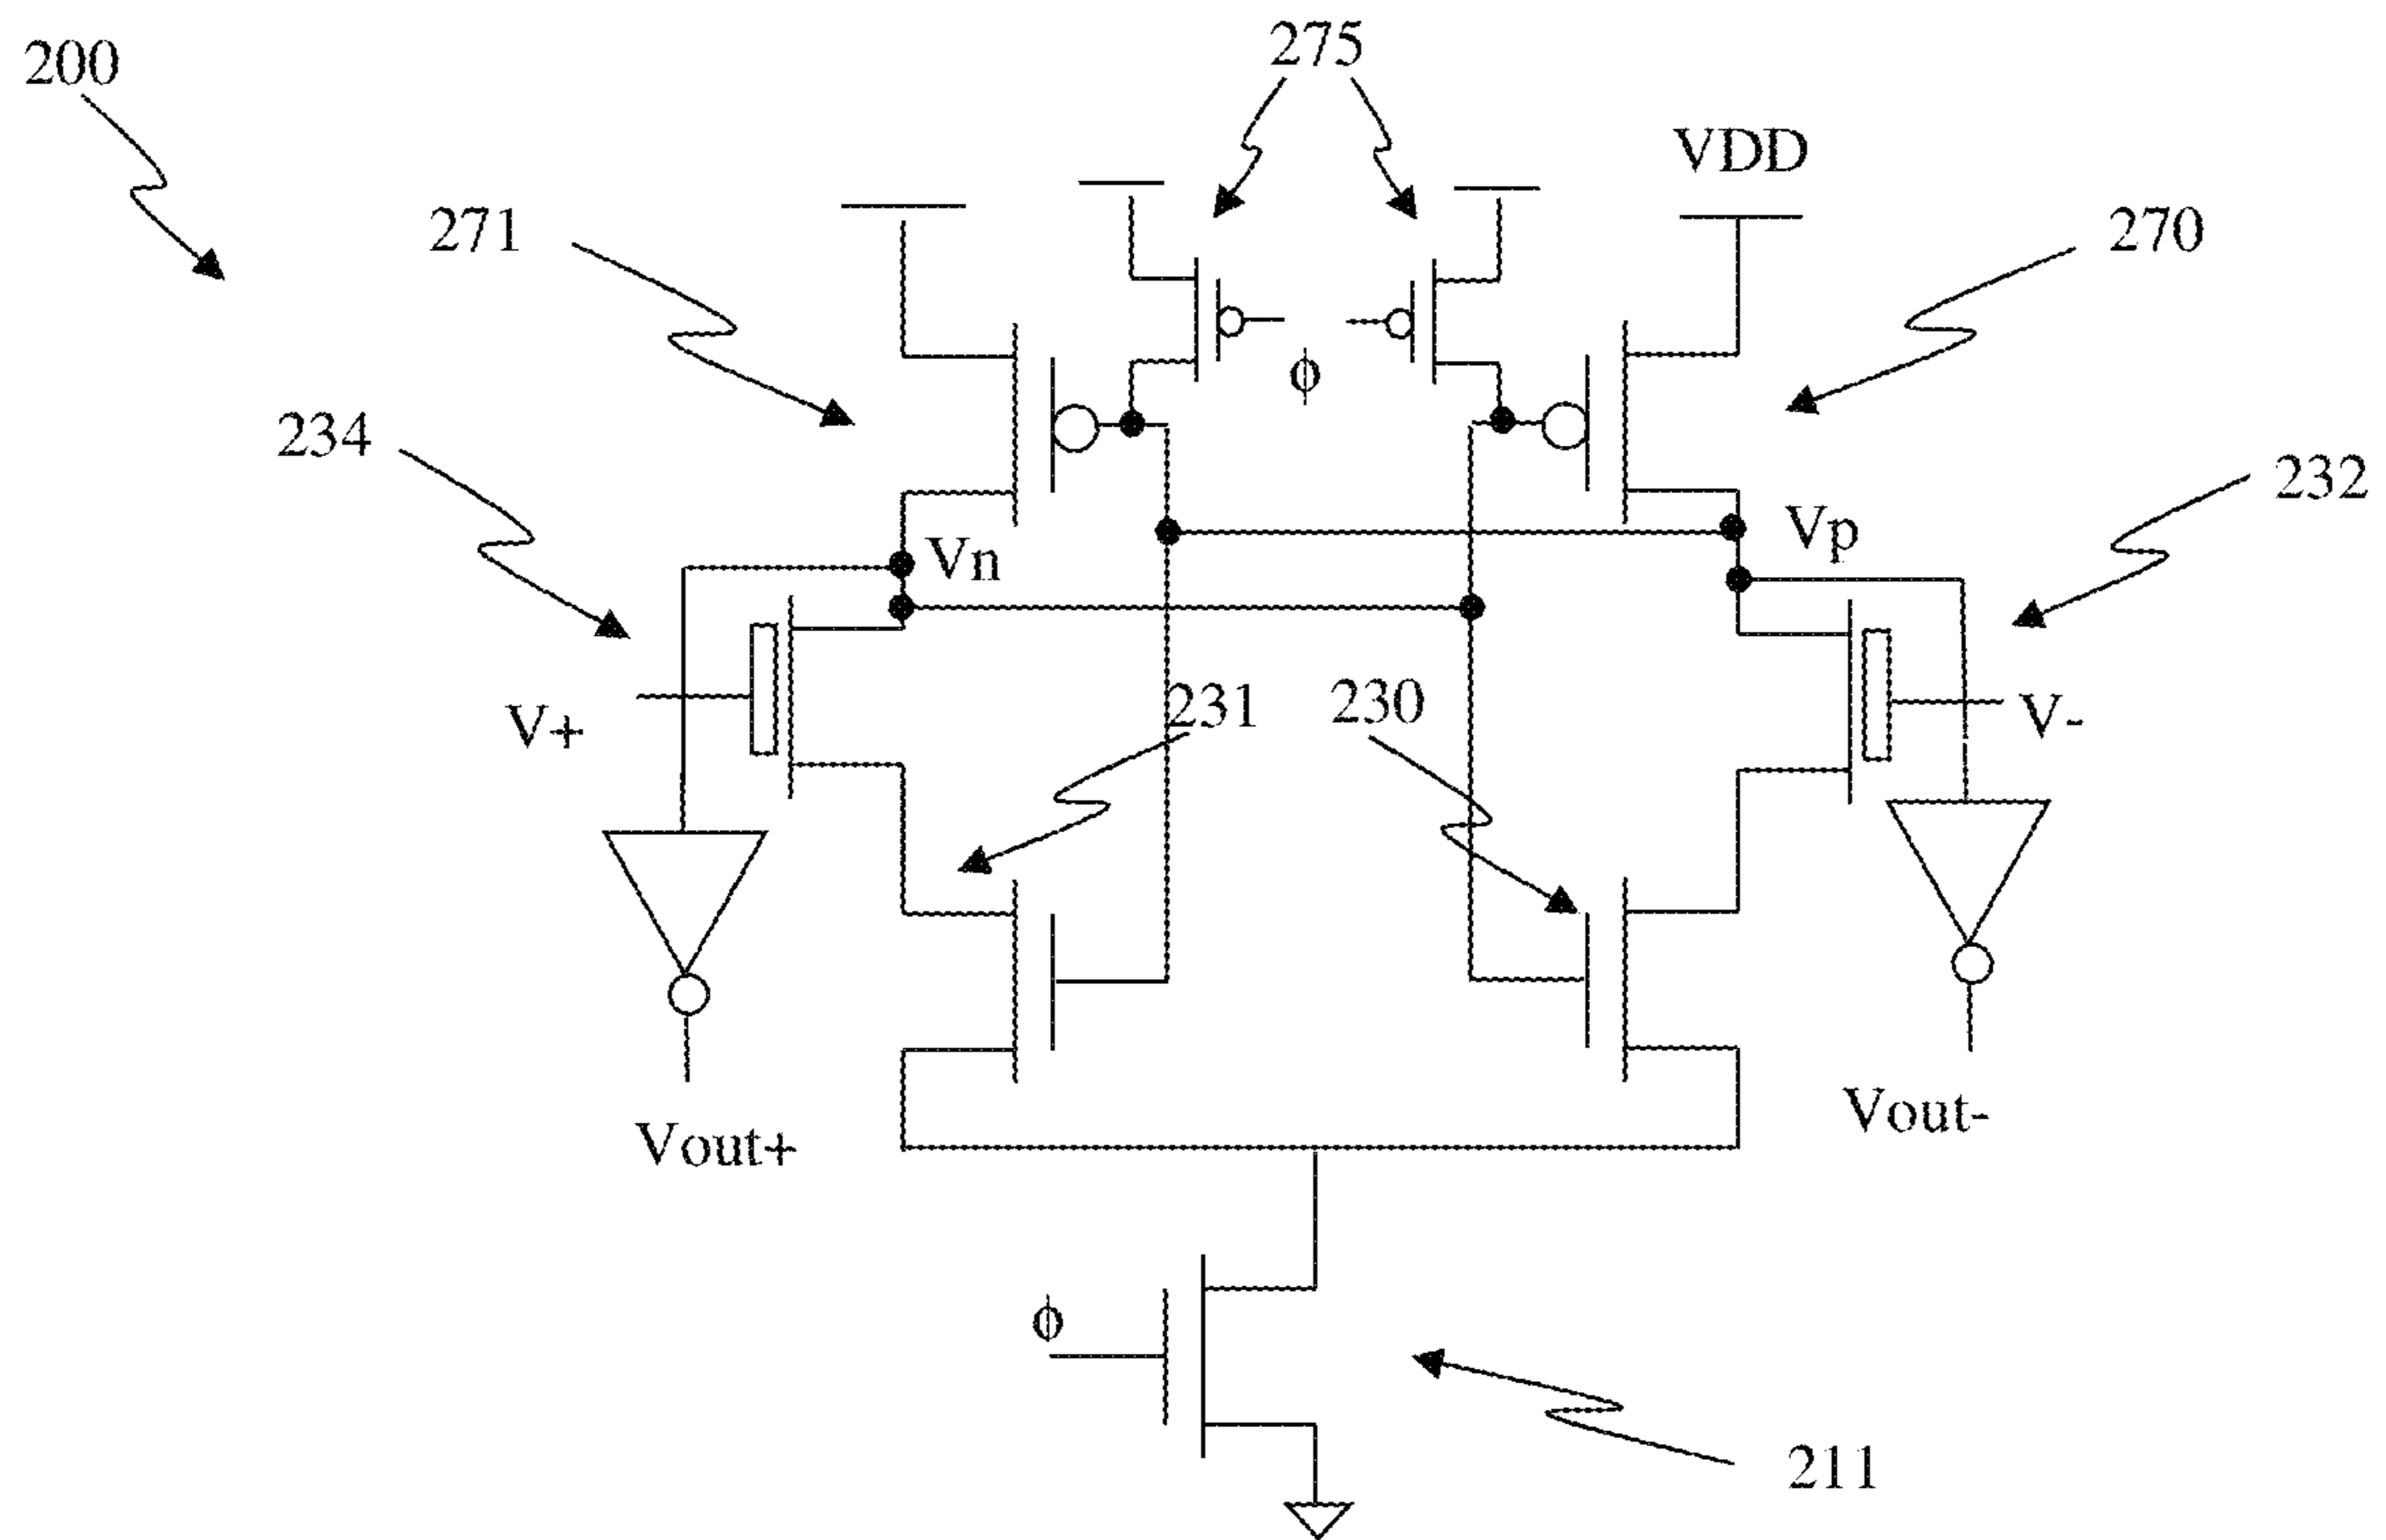 200
275
VDD
271
270
234
φ
232
Vn
Vp
231
230
V+
V-
Vout+
Vout-
φ
211